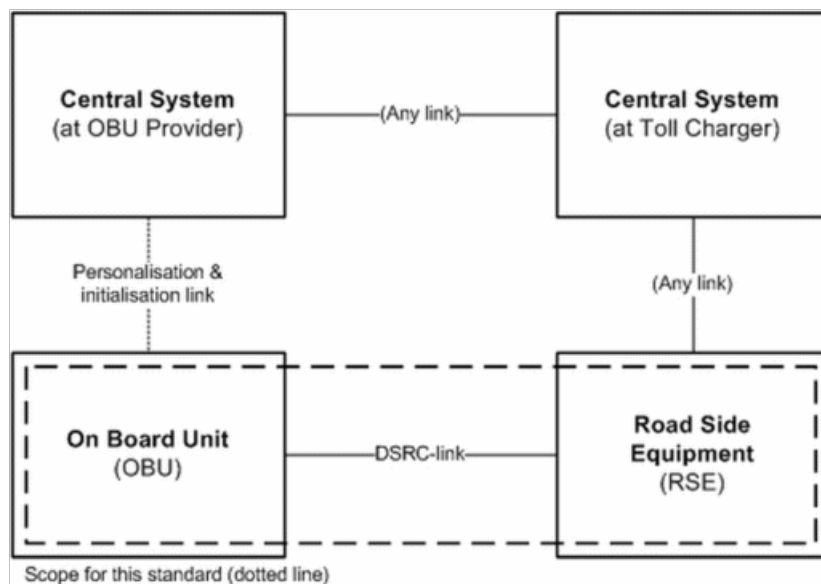 Central System
(at OBU Provider)
(Any link)
Central System
(at Toll Charger)
Personalisation &
initialisation link
(Any link)
On Board Unit
(OBU)
DSRC-link
Road Side
Equipment
(RSE)
Scope for this standard (dotted line)